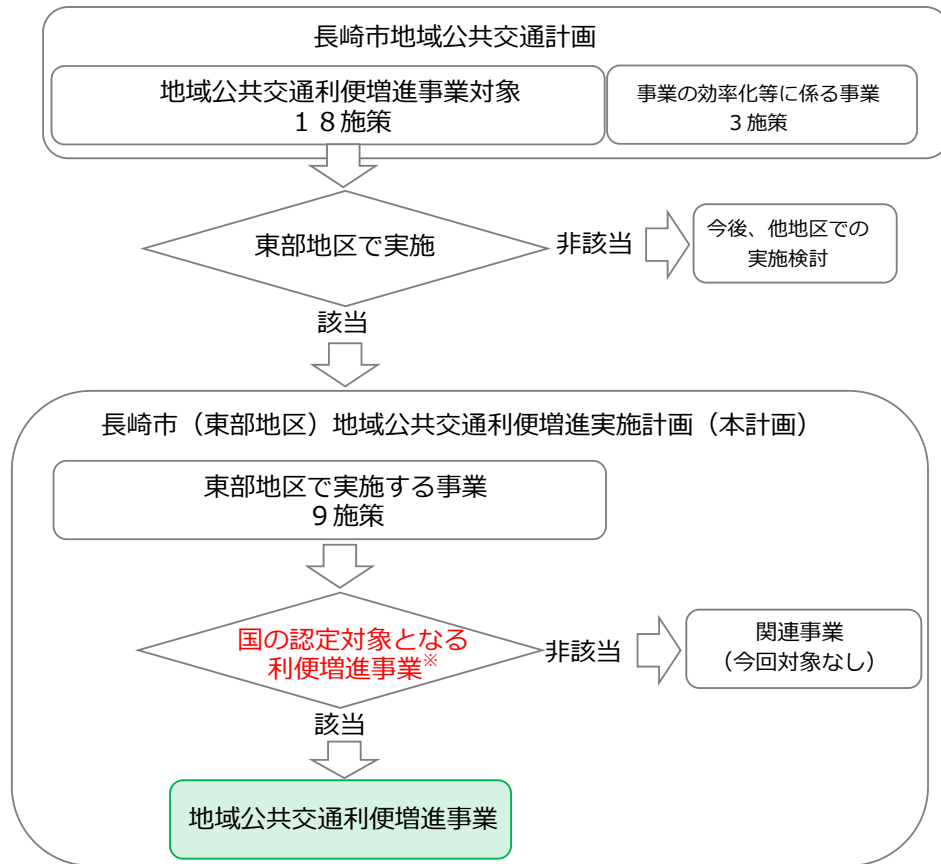 長崎市地域公共交通計画
地域公共交通利便増進事業対象
１８施策
事業の効率化等に係る事業
３施策
東部地区で実施
非該当
今後、他地区での
実施検討
該当
長崎市（東部地区）地域公共交通利便増進実施計画（本計画）
東部地区で実施する事業
９施策
国の認定対象となる
利便増進事業※
非該当
関連事業
（今回対象なし）
該当
地域公共交通利便増進事業